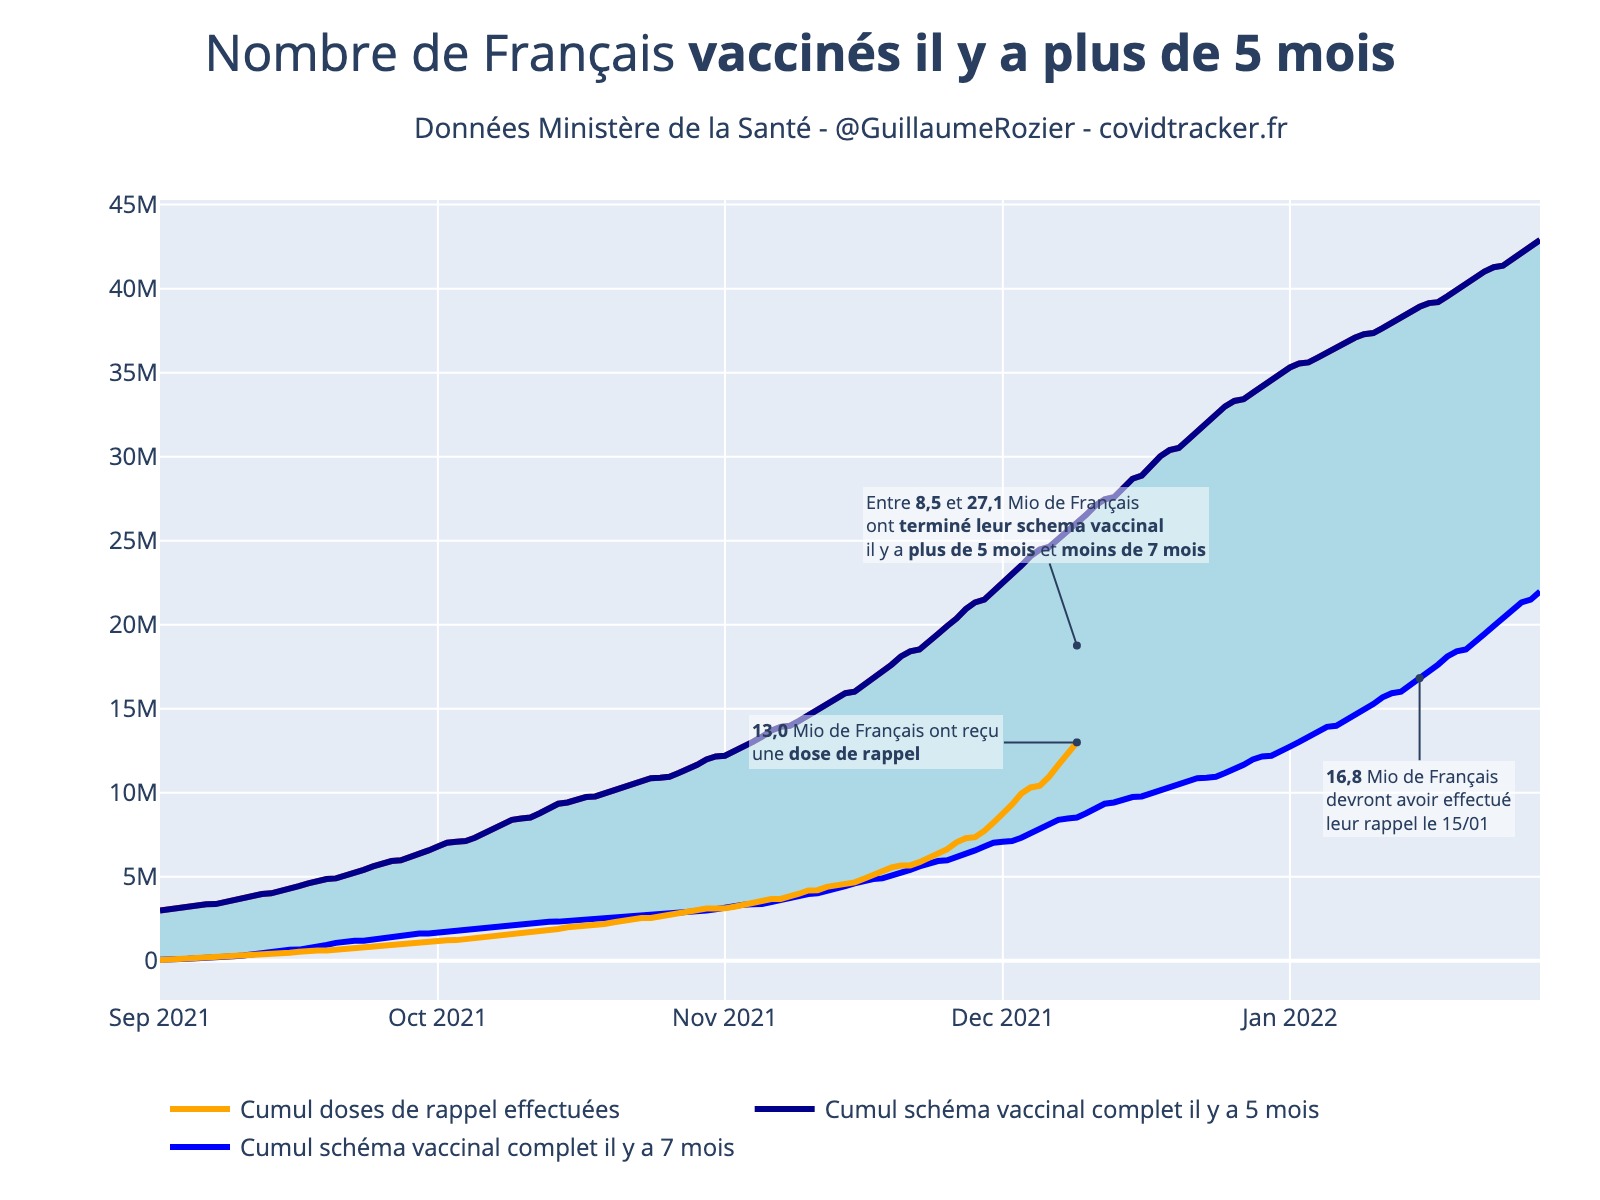 Nombre de Français vaccinés il y a plus de 5 mois
Données Ministère de la Santé - @GuillaumeRozier - covidtracker.fr
45M
40M
35M
30M
25M
20M
15M
10M
5M
0
Entre 8,5 et 27,1 Mio de Français
ont terminé leur schema vaccinal
il y a plus de 5 mois et moins de 7 mois
13,0 Mio de Français ont reçu
une dose de rappel
16,8 Mio de Français
devront avoir effectué
leur rappel le 15/01
Sep 2021 Oct 2021 Nov 2021 Dec 2021 Jan 2022
Cumul doses de rappel effectuées Cumul schéma vaccinal complet il y a 5 mois
Cumul schéma vaccinal complet il y a 7 mois